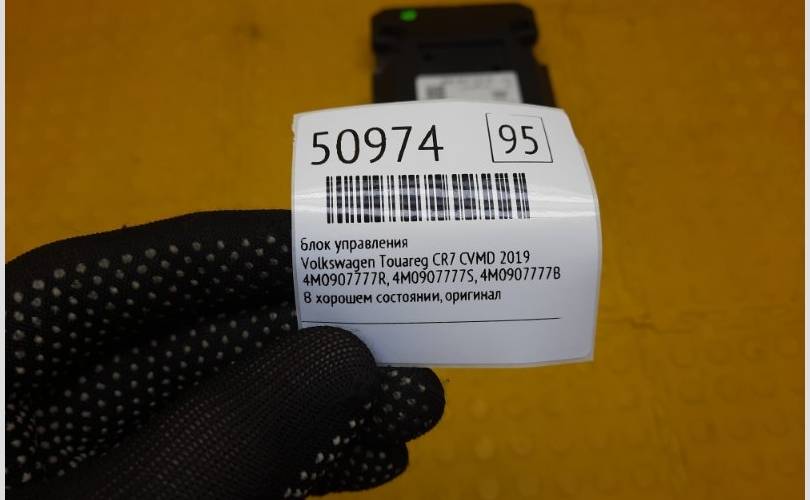 50974 95
блок управления
Volkswagen Touareg CR7 CVMD 2019
4M0907777R, 4M0907777S, 4M0907777B
В хорошем состоянии, оригинал